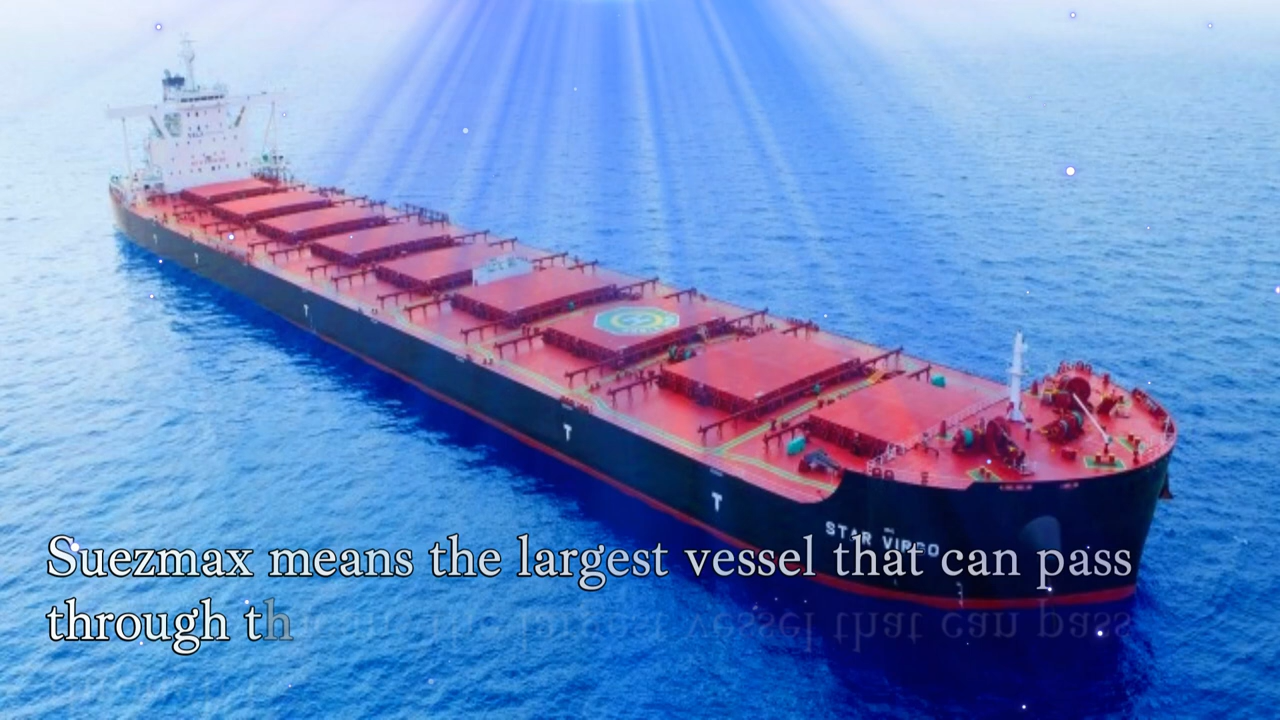 STAR VIRGO
Suezmax means the largest vessel that can pass
through th